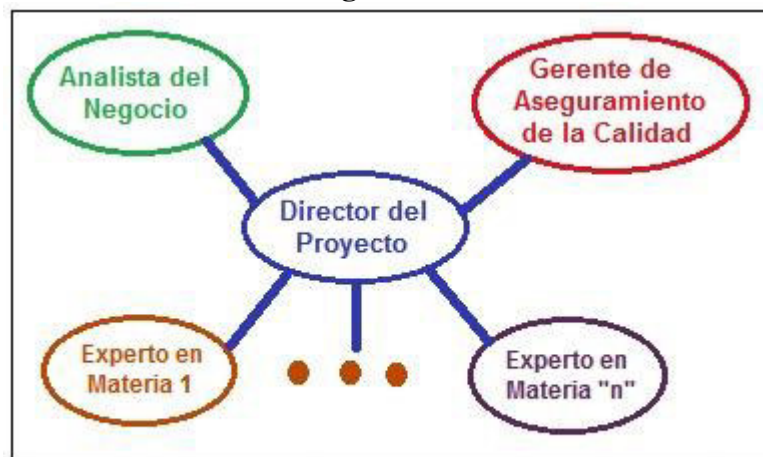 Analista del
Negocio
Gerente de
Aseguramiento
de la Calidad
Director del
Proyecto
Experto en
Materia 1
Experto en
Materia "n"